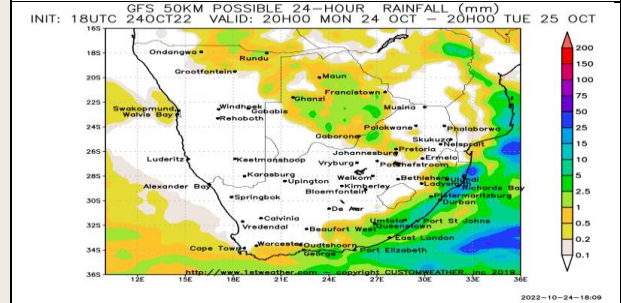 GFS 50KM POSSIBLE 24-HOUR RAINFALL (mm)
INIT: 18UTC 24OCT22 VALID: 20H00 MON 24 OCT - 20H00 TUE 25 OCT
16S
18S
20S
22S
24S
26S
28S
30S
32S
34S
36S
Ondangwa
Rundu
Grootfontein
Maun
Francistown
Ghanzi
Musina
Swakopmund
Walvis Bay
Windhoek
Gobabis
Rehoboth
Polokwane
Phalaborwa
Gaborone
Skukuza
Pretoria
Nelspruit
Johannesburg
Ermelo
Luderitz
Keetmanshoop
Vryburg
Potchefstroom
Karasburg
Upington
Welkom
Bethlehem
Ulundi
Alexander Bay
Kimberley
Ladysmith
Richards Bay
Bloemfontein
Springbok
Pietermaritzburg
Durban
De Aar
Calvinia
Umtata
Port St Johns
Vredendal
Queenstown
Beaufort West
East London
Cape Town
Worcester
Oudtshoorn
George
Port Elizabeth
http://www.1stweather.com - copyright CUSTOMWEATHER, inc 2019
12E 15E 18E 21E 24E 27E 30E 33E 36E
200
150
100
75
50
25
15
10
5
2.5
1
0.5
0.2
0.1
2022-10-24-18:09